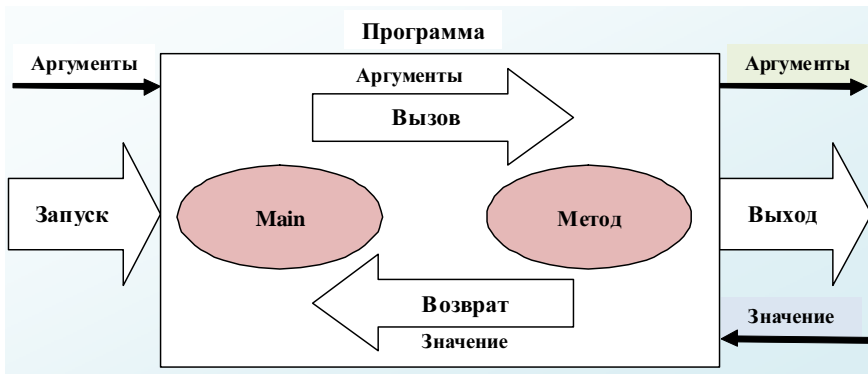 Программа
Аргументы
Аргументы
Аргументы
Вызов
Запуск
Main
Метод
Выход
Возврат
Значение
Значение